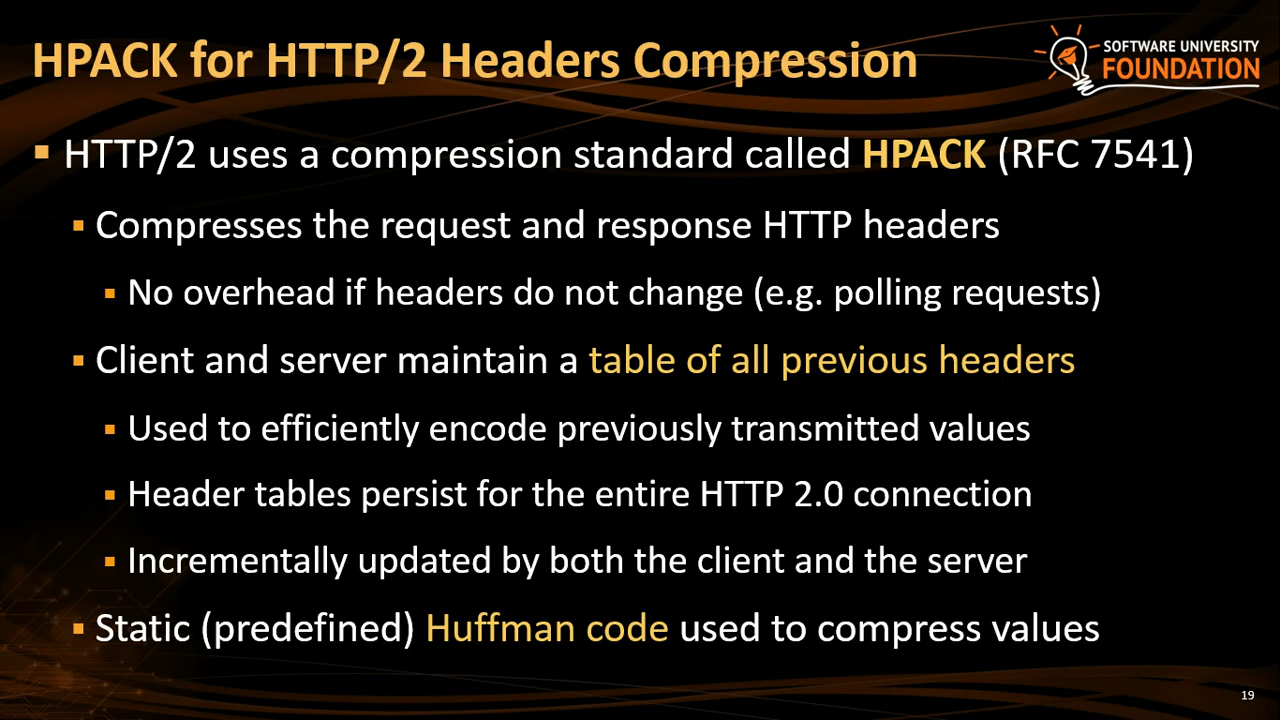 HPACK for HTTP/2 Headers Compression
SOFTWARE UNIVERSITY
FOUNDATION
HTTP/2 uses a compression standard called HPACK (RFC 7541)
Compresses the request and response HTTP headers
No overhead if headers do not change (e.g. polling requests)
Client and server maintain a table of all previous headers
Used to efficiently encode previously transmitted values
Header tables persist for the entire HTTP 2.0 connection
Incrementally updated by both the client and the server
Static (predefined) Huffman code used to compress values
19